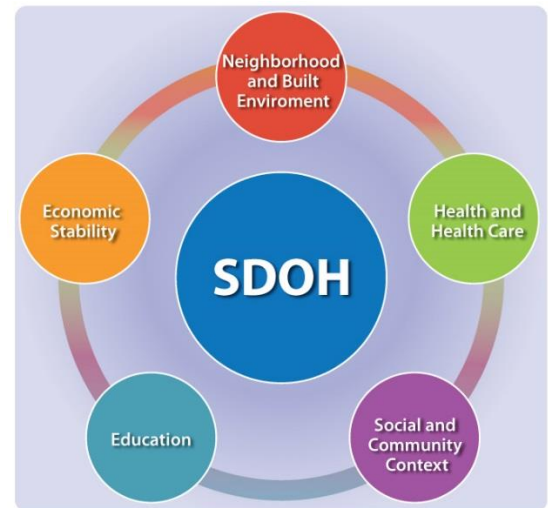 Neighborhood
and Built
Enviroment
Economic
Stability
Health and
Health Care
SDOH
Education
Social and
Community
Context